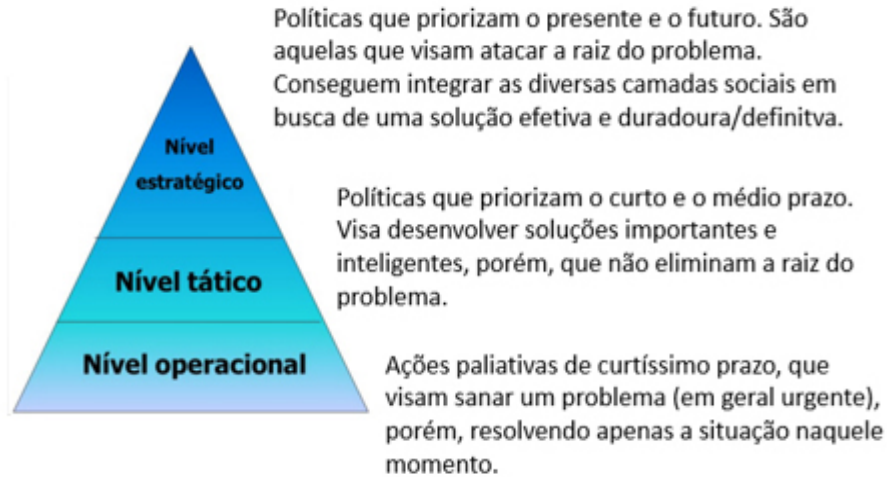 Políticas que priorizam o presente e o futuro. São
aquelas que visam atacar a raiz do problema.
Conseguem integrar as diversas camadas sociais em
busca de uma solução efetiva e duradoura/definitva.
Nível
estratégico
Políticas que priorizam o curto e o médio prazo.
Visa desenvolver soluções importantes e
inteligentes, porém, que não eliminam a raiz do
problema.
Nível tático
Nível operacional
Ações paliativas de curtíssimo prazo, que
visam sanar um problema (em geral urgente),
porém, resolvendo apenas a situação naquele
momento.